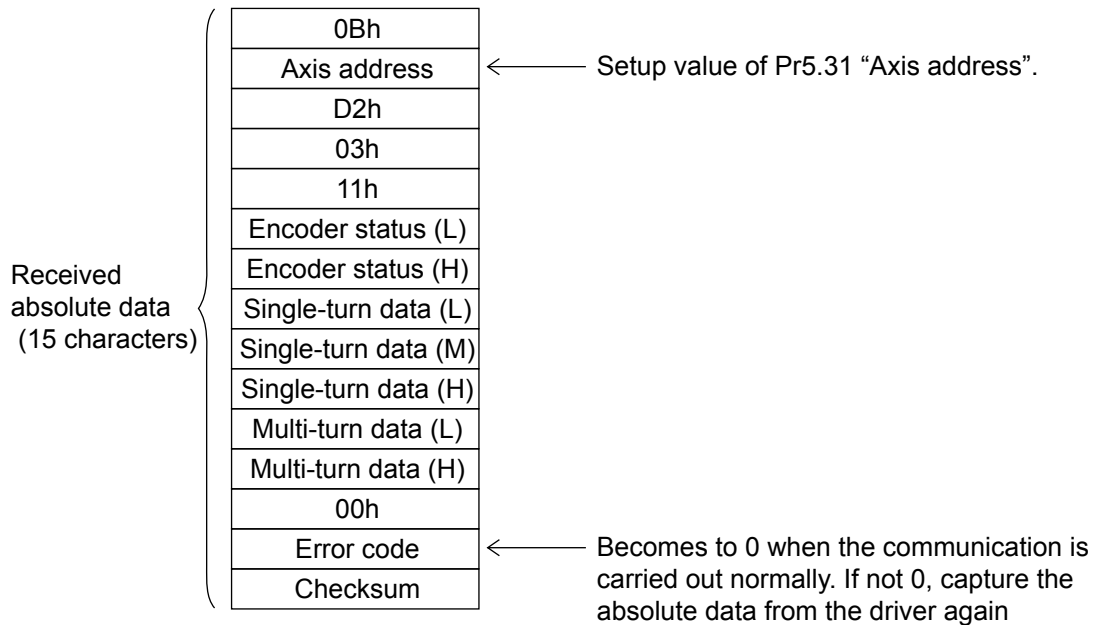 0Bh
Axis address
Setup value of Pr5.31 “Axis address”.
D2h
03h
11h
Encoder status (L)
Encoder status (H)
Received
absolute data
(15 characters)
Single-turn data (L)
Single-turn data (M)
Single-turn data (H)
Multi-turn data (L)
Multi-turn data (H)
00h
Error code
Becomes to 0 when the communication is
carried out normally. If not 0, capture the
absolute data from the driver again
Checksum